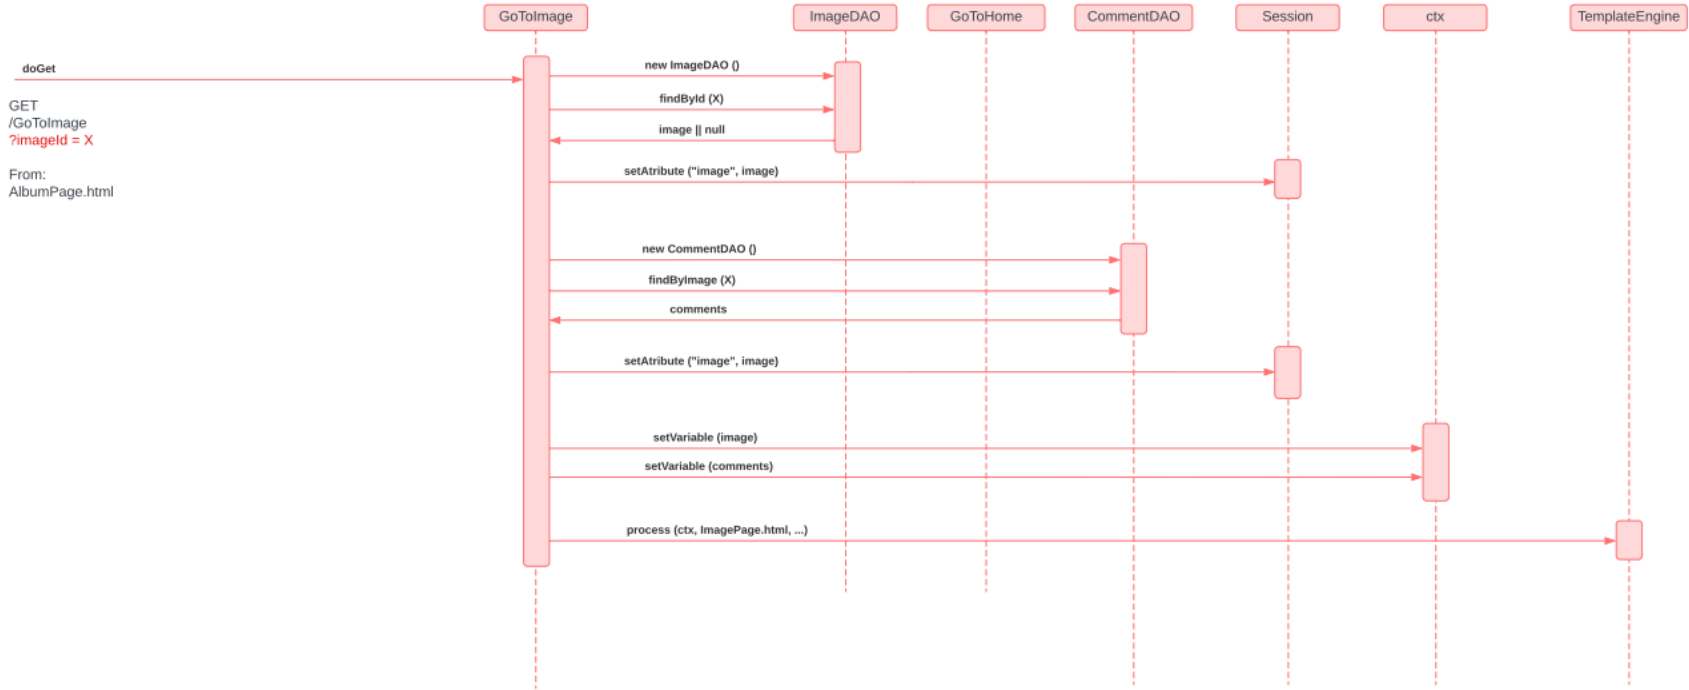 GoToImage
ImageDAO
GoToHome
CommentDAO
Session
ctx
TemplateEngine
doGet
GET
/GoToImage
?imageId = X
From:
AlbumPage.html
new ImageDAO ()
findById (X)
image || null
setAtribute ("image", image)
new CommentDAO ()
findByImage (X)
comments
setAtribute ("image", image)
setVariable (image)
setVariable (comments)
process (ctx, ImagePage.html, ...)